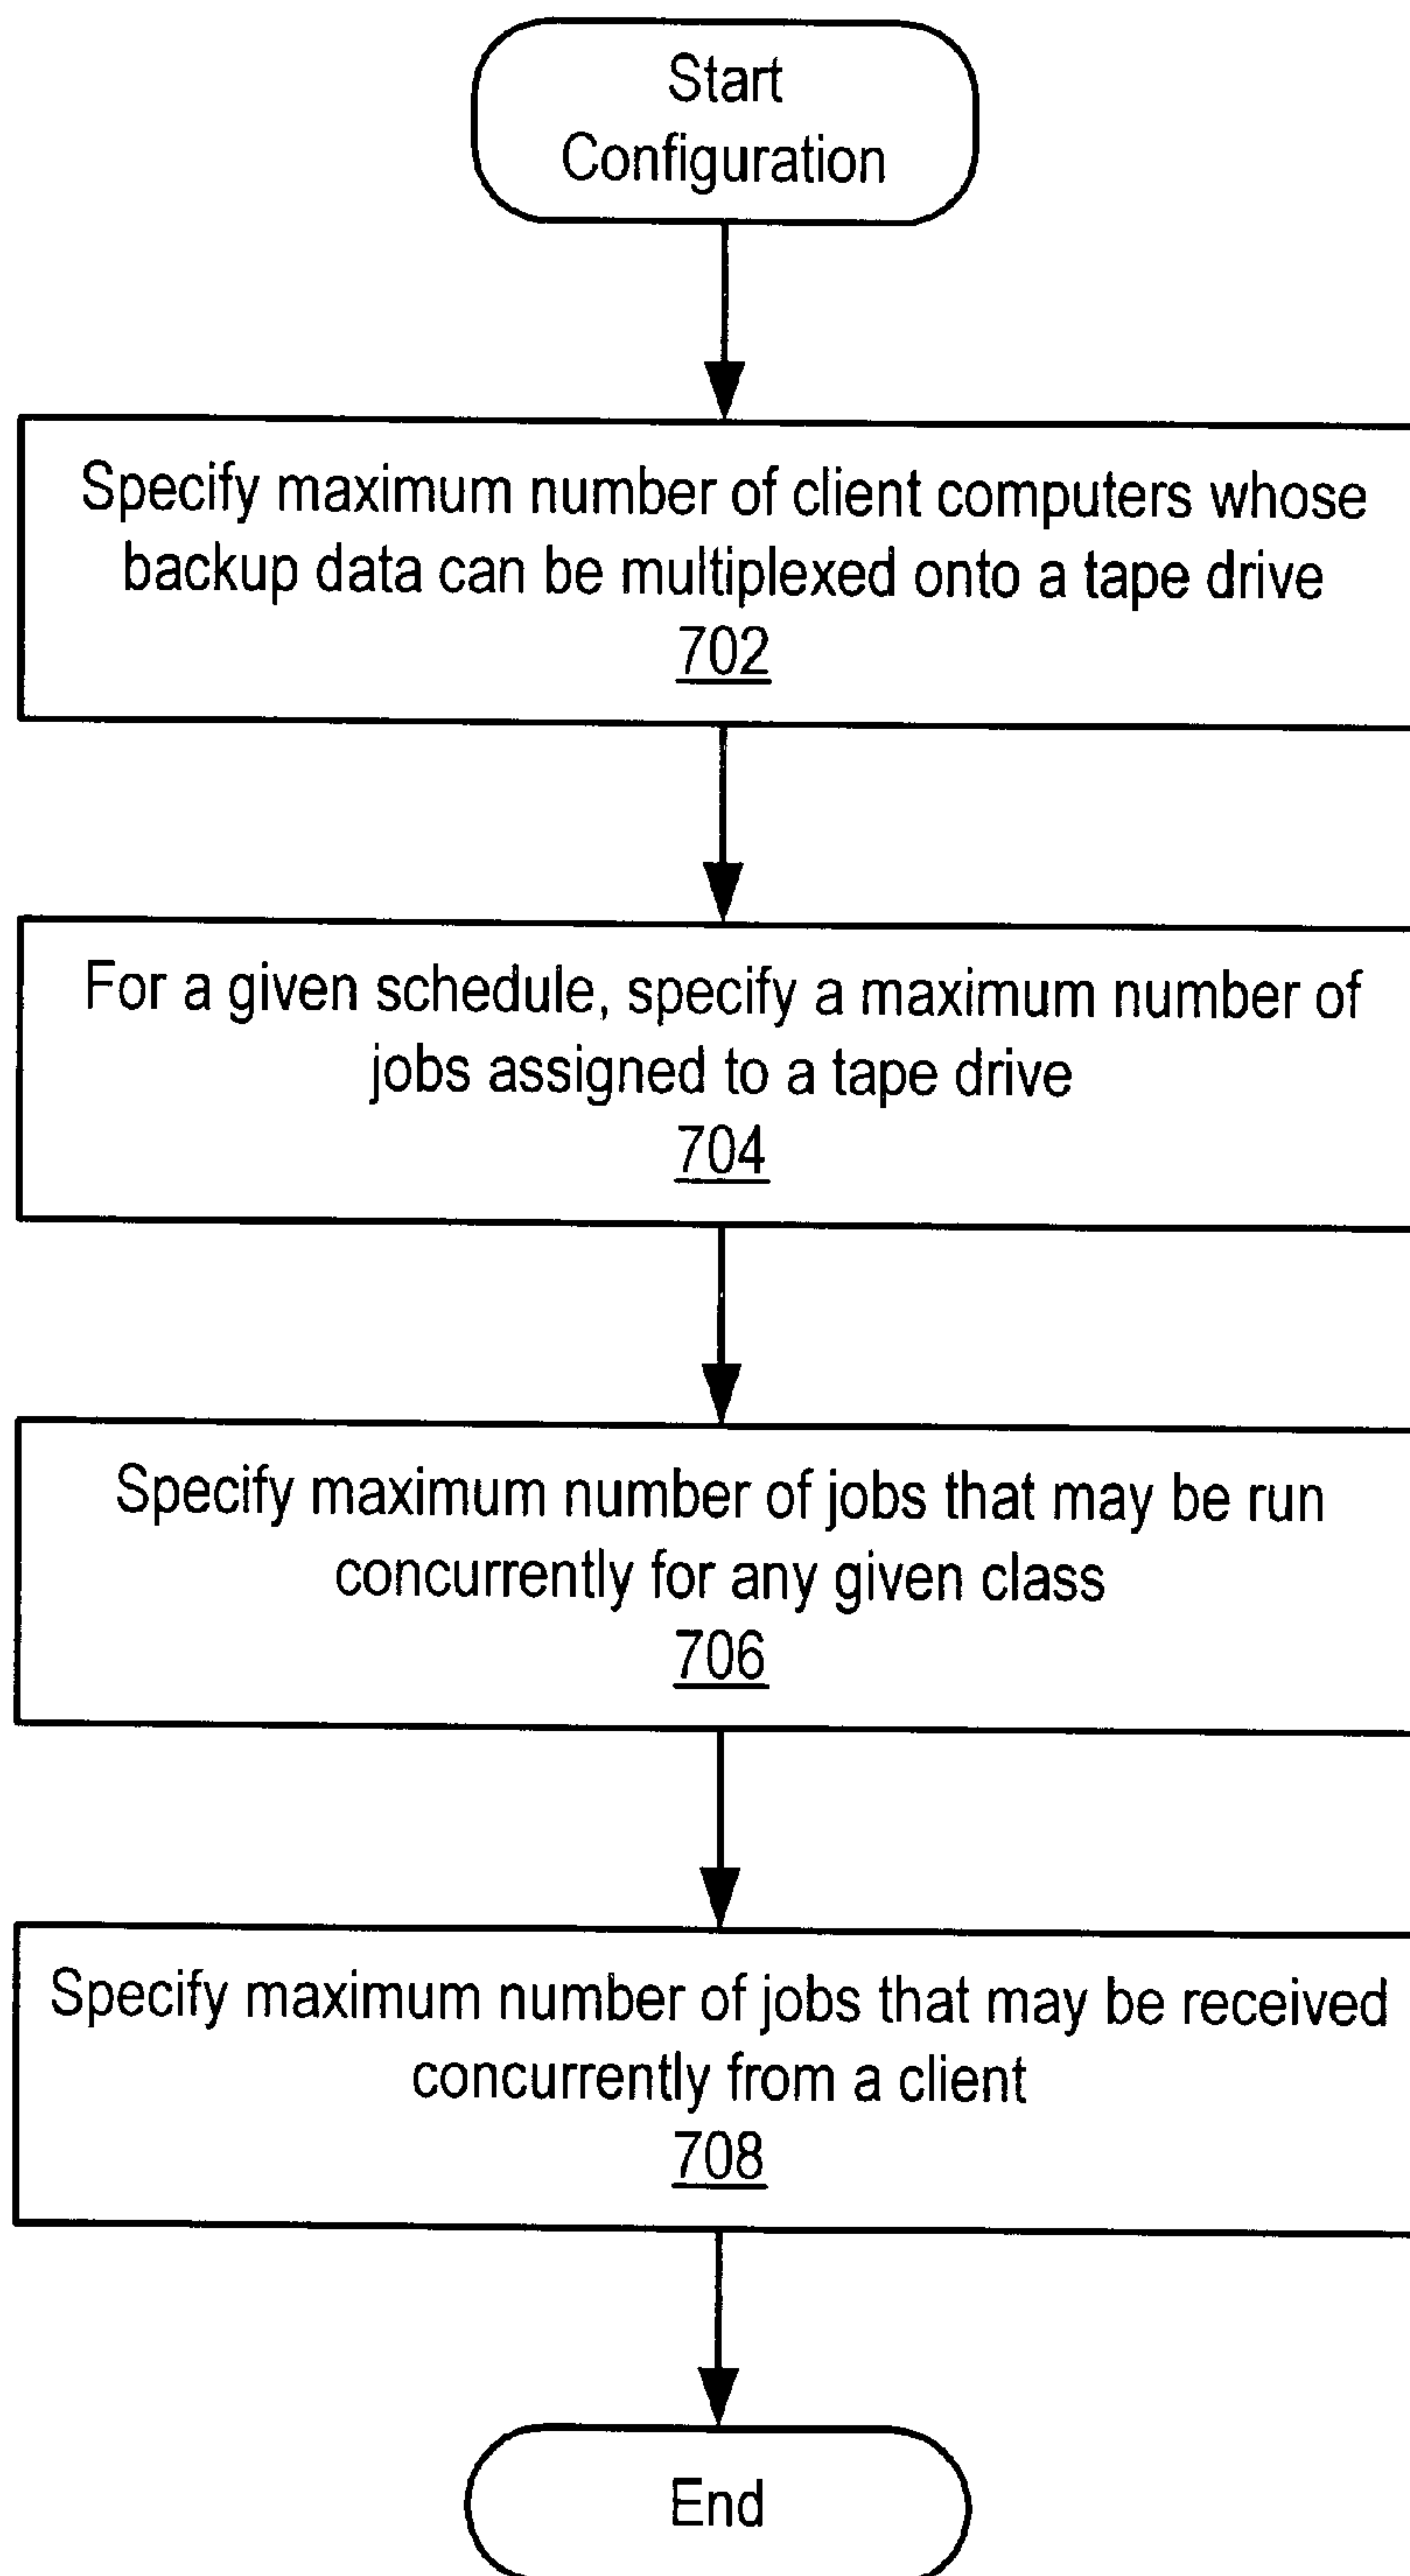 Start
Configuration
Specify maximum number of client computers whose
backup data can be multiplexed onto a tape drive
702
For a given schedule, specify a maximum number of
jobs assigned to a tape drive
704
Specify maximum number of jobs that may be run
concurrently for any given class
706
Specify maximum number of jobs that may be received
concurrently from a client
708
End